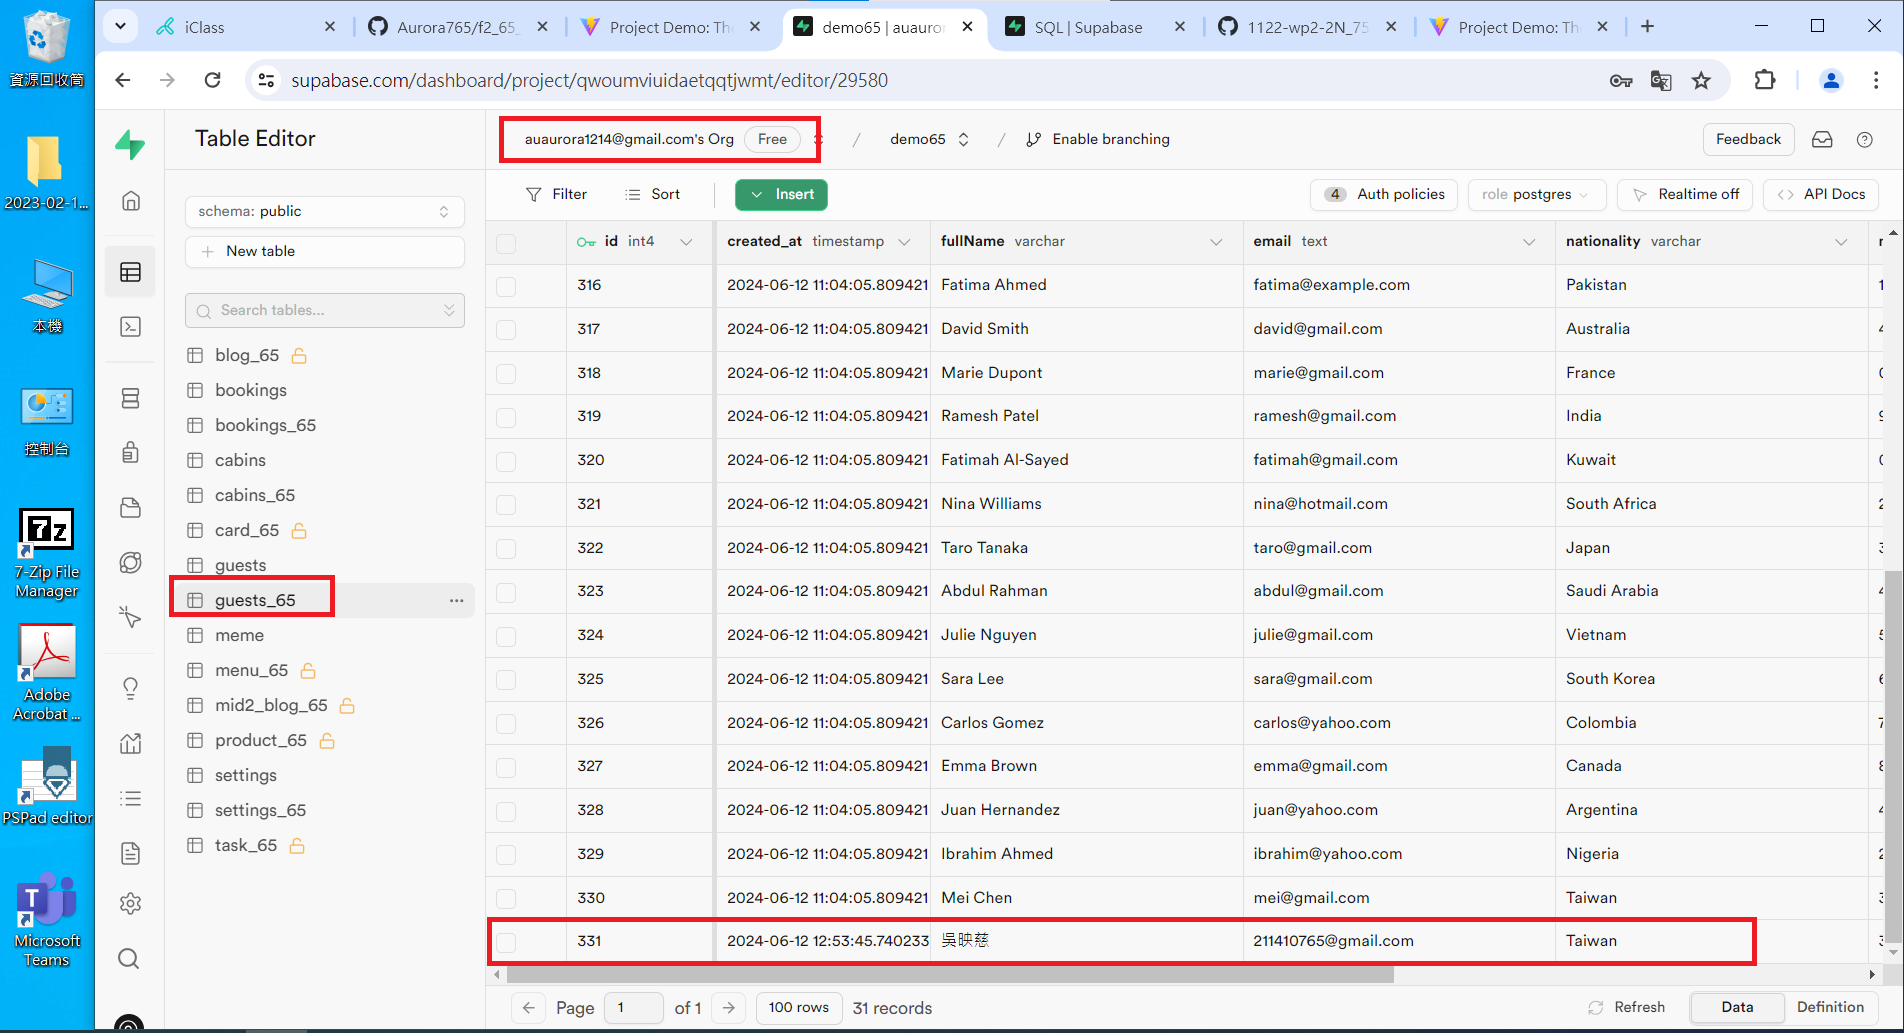 資源回收筒
2023-02-1...
本機
控制台
7-Zip File
Manager
Adobe
Acrobat ...
PSPad editor
Microsoft
Teams
iClass
Aurora765/f2_65_
Project Demo: The
demo65 | auauror
SQL | Supabase
1122-wp2-2N_75
Project Demo: Th
supabase.com/dashboard/project/qwoumviuidaetqqtjwmt/editor/29580
Table Editor
auaurora1214@gmail.com's Org Free / demo65 / Enable branching
Feedback
schema: public
New table
Search tables...
blog_65
bookings
bookings_65
cabins
cabins_65
card_65
guests
guests_65
meme
menu_65
mid2_blog_65
product_65
settings
settings_65
task_65
Filter Sort Insert 4 Auth policies role postgres Realtime off API Docs
id int4 created_at timestamp fullName varchar email text nationality varchar
316 2024-06-12 11:04:05.809421 Fatima Ahmed fatima@example.com Pakistan
317 2024-06-12 11:04:05.809421 David Smith david@gmail.com Australia
318 2024-06-12 11:04:05.809421 Marie Dupont marie@gmail.com France
319 2024-06-12 11:04:05.809421 Ramesh Patel ramesh@gmail.com India
320 2024-06-12 11:04:05.809421 Fatimah Al-Sayed fatimah@gmail.com Kuwait
321 2024-06-12 11:04:05.809421 Nina Williams nina@hotmail.com South Africa
322 2024-06-12 11:04:05.809421 Taro Tanaka taro@gmail.com Japan
323 2024-06-12 11:04:05.809421 Abdul Rahman abdul@gmail.com Saudi Arabia
324 2024-06-12 11:04:05.809421 Julie Nguyen julie@gmail.com Vietnam
325 2024-06-12 11:04:05.809421 Sara Lee sara@gmail.com South Korea
326 2024-06-12 11:04:05.809421 Carlos Gomez carlos@yahoo.com Colombia
327 2024-06-12 11:04:05.809421 Emma Brown emma@gmail.com Canada
328 2024-06-12 11:04:05.809421 Juan Hernandez juan@yahoo.com Argentina
329 2024-06-12 11:04:05.809421 Ibrahim Ahmed ibrahim@yahoo.com Nigeria
330 2024-06-12 11:04:05.809421 Mei Chen mei@gmail.com Taiwan
331 2024-06-12 12:53:45.740233 吳映慈 211410765@gmail.com Taiwan
Page 1 of 1 100 rows 31 records
Refresh Data Definition